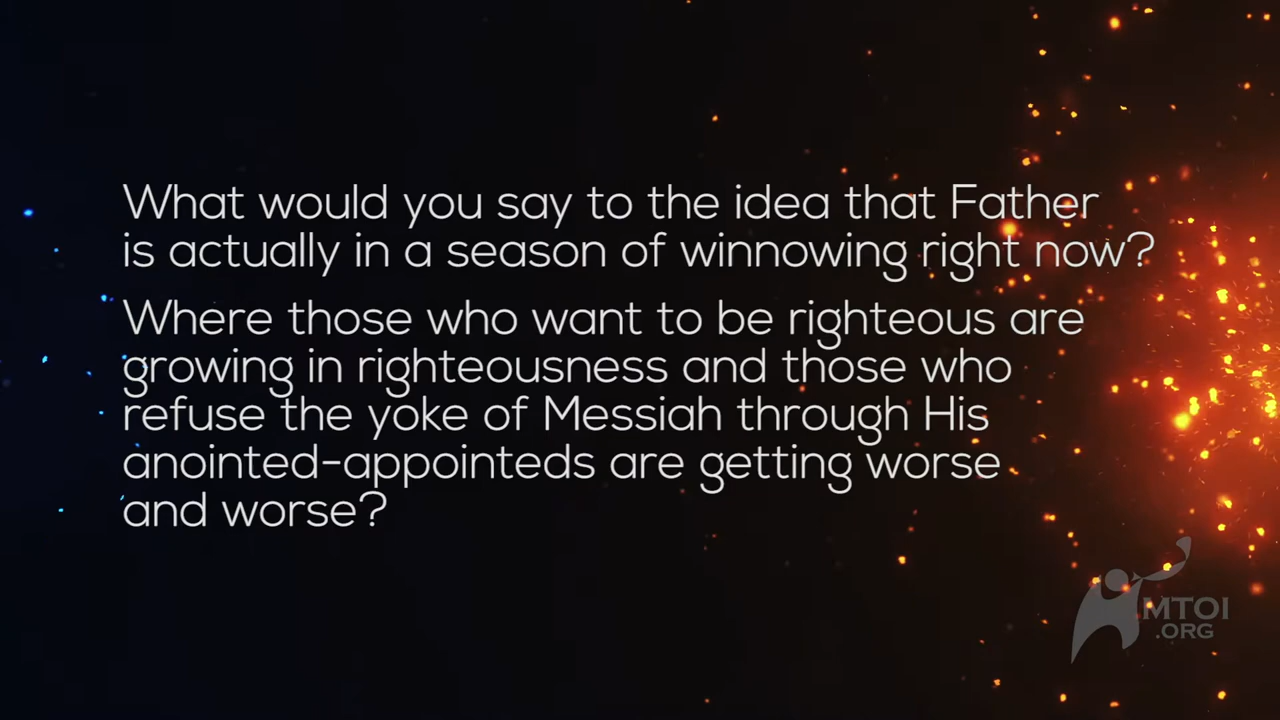 What would you say to the idea that Father
is actually in a season of winnowing right now?
Where those who want to be righteous are
growing in righteousness and those who
refuse the yoke of Messiah through His
anointed-appointeds are getting worse
and worse?
MTOI
.ORG